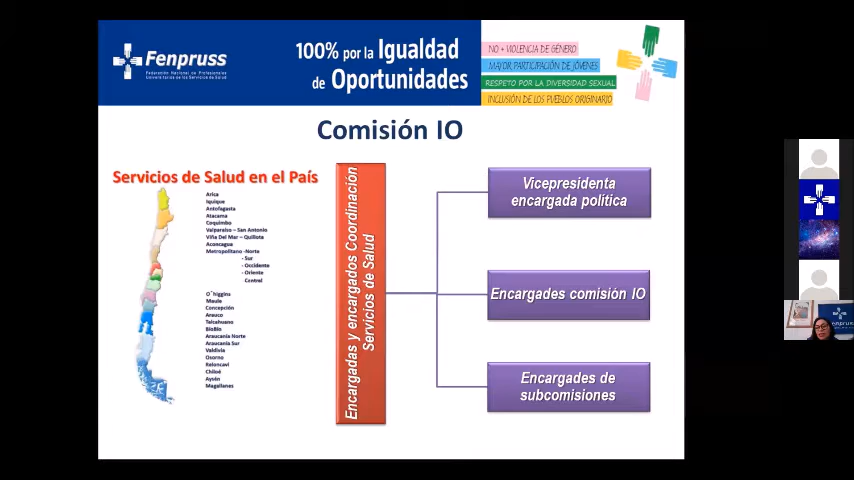 Fenpruss
Federación Nacional de Profesionales
Universitarios de los Servicios de Salud
100% por la Igualdad
de Oportunidades
NO + VIOLENCIA DE GÉNERO
MAYOR PARTICIPACIÓN DE JÓVENES
RESPETO POR LA DIVERSIDAD SEXUAL
INCLUSIÓN DE LOS PUEBLOS ORIGINARIO
Comisión IO
Servicios de Salud en el País
Arica
Iquique
Antofagasta
Atacama
Coquimbo
Valparaíso – San Antonio
Viña Del Mar – Quillota
Aconcagua
Metropolitano -Norte
- Sur
- Occidente
- Oriente
- Central
O´higgins
Maule
Concepción
Arauco
Talcahuano
BioBío
Araucanía Norte
Araucanía Sur
Valdivia
Osorno
Reloncaví
Chiloé
Aysén
Magallanes
Encargadas y encargados Coordinación
Servicios de Salud
Vicepresidenta
encargada política
Encargades comisión IO
Encargades de
subcomisiones
Fenpruss